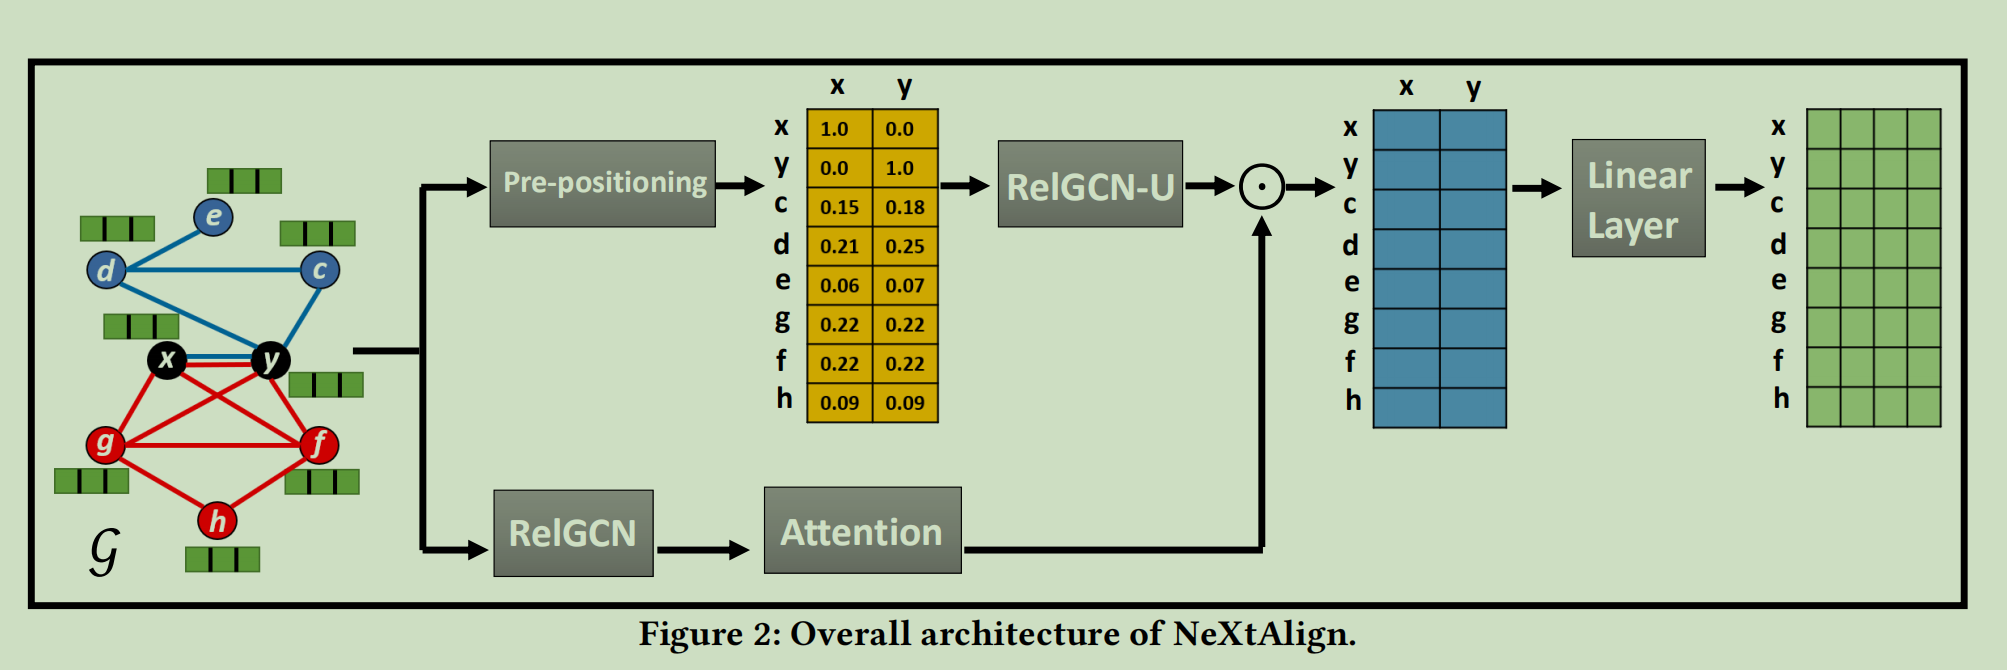 e
d
c
x
y
g
f
h
𝒢
Pre-positioning
x y
x 1.0 0.0
y 0.0 1.0
c 0.15 0.18
d 0.21 0.25
e 0.06 0.07
g 0.22 0.22
f 0.22 0.22
h 0.09 0.09
RelGCN-U
RelGCN
Attention
x y
x
y
c
d
e
g
f
h
Linear
Layer
x
y
c
d
e
g
f
h
Figure 2: Overall architecture of NeXtAlign.